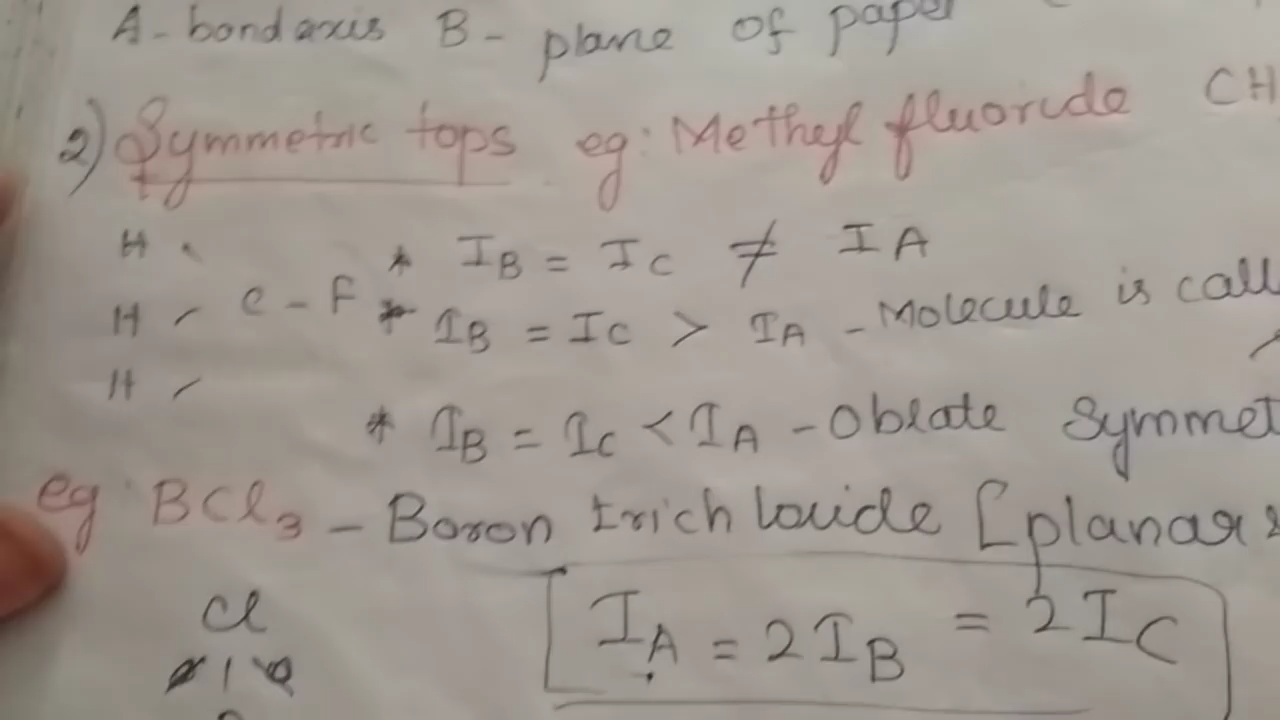 A - bond axis B - plane of paper
2) Symmetric tops eg: Methyl fluoride CH
H * IB = IC ≠ IA
H C - F * IB = IC > IA - Molecule is call
H
* IB = IC < IA - Oblate Symmet
eg: BCl3 - Boron trichloride [planar &
Cl
IA = 2IB = 2IC